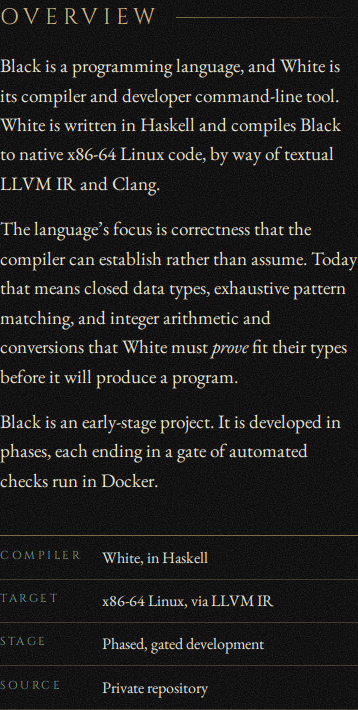 OVERVIEW
Black is a programming language, and White is
its compiler and developer command-line tool.
White is written in Haskell and compiles Black
to native x86-64 Linux code, by way of textual
LLVM IR and Clang.
The language’s focus is correctness that the
compiler can establish rather than assume. Today
that means closed data types, exhaustive pattern
matching, and integer arithmetic and
conversions that White must prove fit their types
before it will produce a program.
Black is an early-stage project. It is developed in
phases, each ending in a gate of automated
checks run in Docker.
COMPILER White, in Haskell
TARGET x86-64 Linux, via LLVM IR
STAGE Phased, gated development
SOURCE Private repository